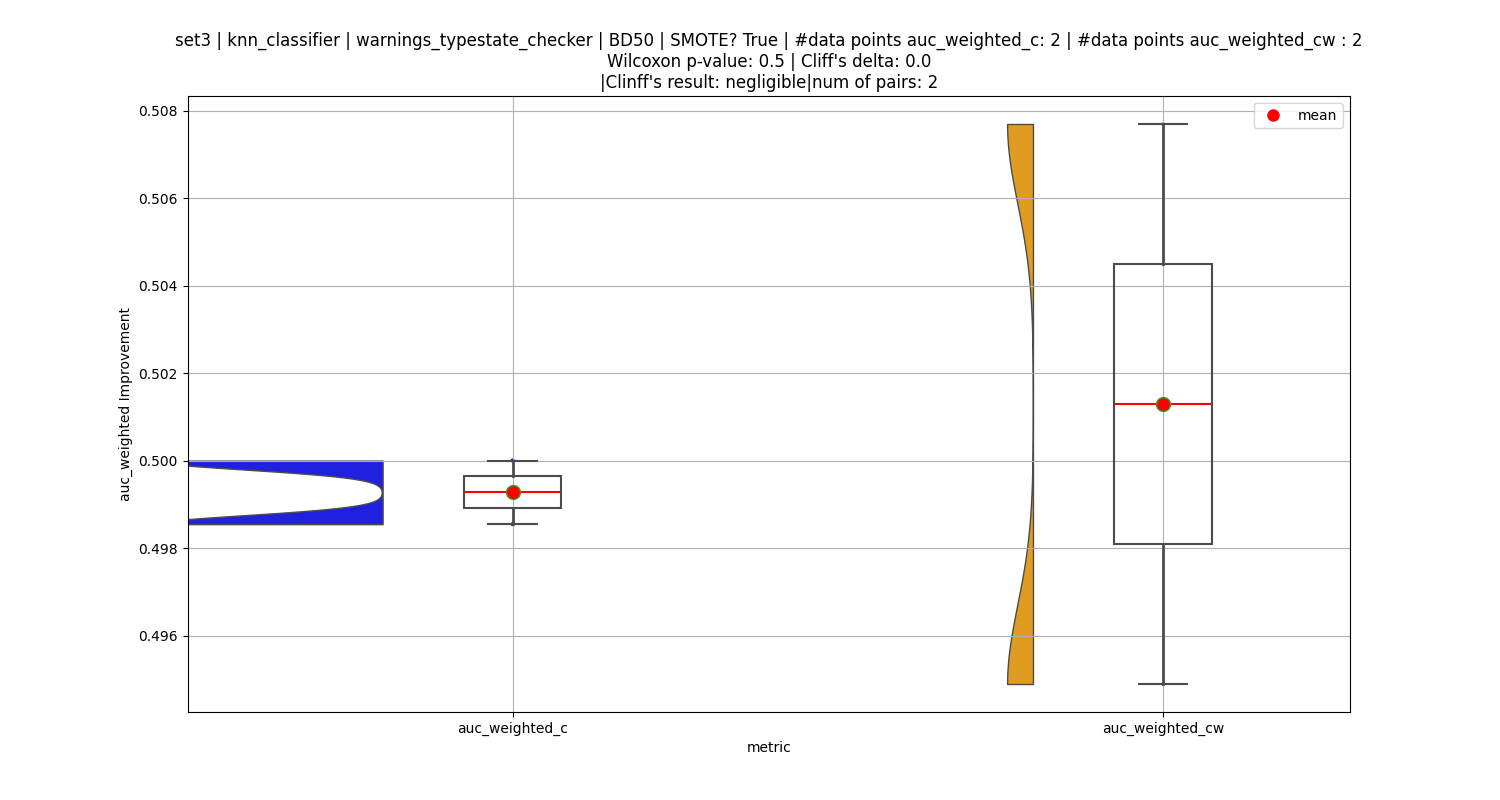 set3 | knn_classifier | warnings_typestate_checker | BD50 | SMOTE? True | #data points auc_weighted_c: 2 | #data points auc_weighted_cw : 2
Wilcoxon p-value: 0.5 | Cliff's delta: 0.0
|Clinff's result: negligible|num of pairs: 2
mean
0.508
0.506
0.504
0.502
0.500
0.498
0.496
auc_weighted Improvement
auc_weighted_c
auc_weighted_cw
metric